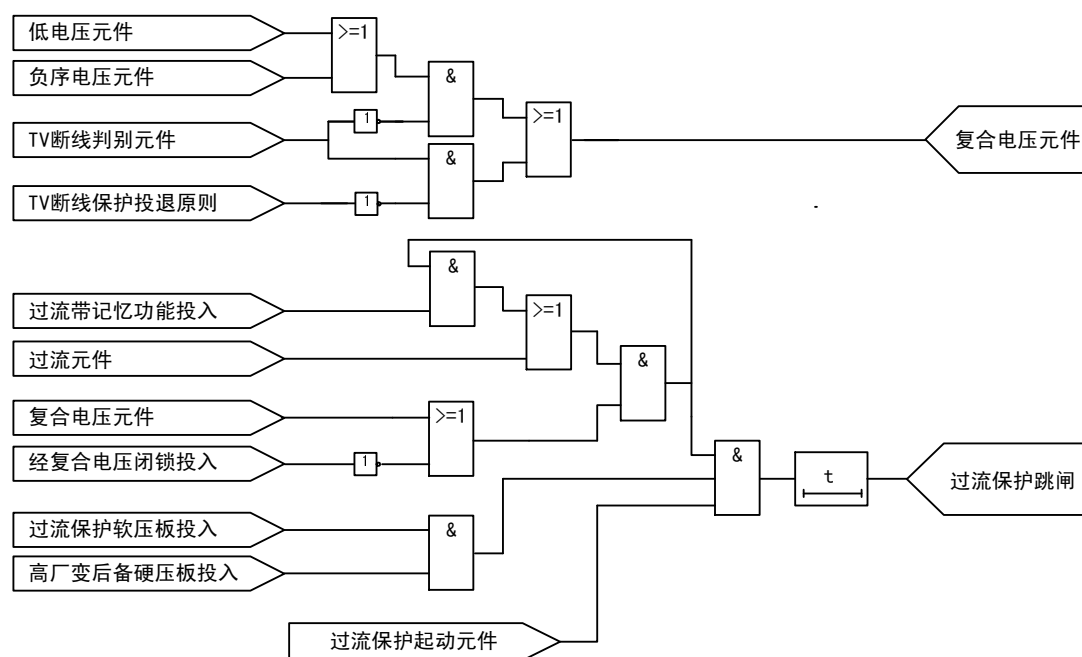 低电压元件
>=1
负序电压元件
&
1
>=1
TV断线判别元件
复合电压元件
&
TV断线保护投退原则
1
&
过流带记忆功能投入
>=1
过流元件
&
复合电压元件
>=1
经复合电压闭锁投入
1
&
t
过流保护跳闸
过流保护软压板投入
&
高厂变后备硬压板投入
过流保护起动元件